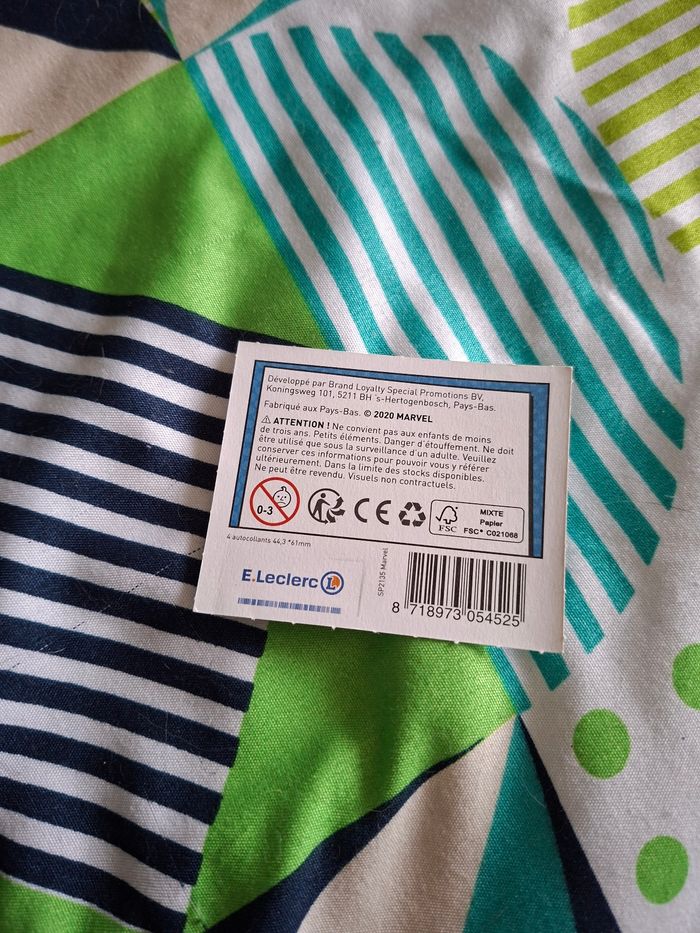 Développé par Brand Loyalty Special Promotions BV,
Koningsweg 101, 5211 BH 's-Hertogenbosch, Pays-Bas.
Fabriqué aux Pays-Bas. © 2020 MARVEL
⚠ ATTENTION ! Ne convient pas aux enfants de moins
de trois ans. Petits éléments. Danger d'étouffement. Ne doit
être utilisé que sous la surveillance d'un adulte. Veuillez
conserver ces informations pour pouvoir vous y référer
ultérieurement. Dans la limite des stocks disponibles.
Ne peut être revendu. Visuels non contractuels.
0-3
CE
FSC
MIXTE
Papier
FSC® C021068
4 autocollants 44,3 *61mm
E.Leclerc L
SP2135 Marvel
8 718973 054525